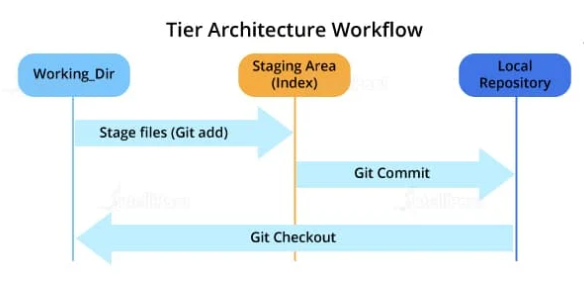 Tier Architecture Workflow
Working_Dir
Staging Area
(Index)
Local
Repository
Stage files (Git add)
Git Commit
Git Checkout